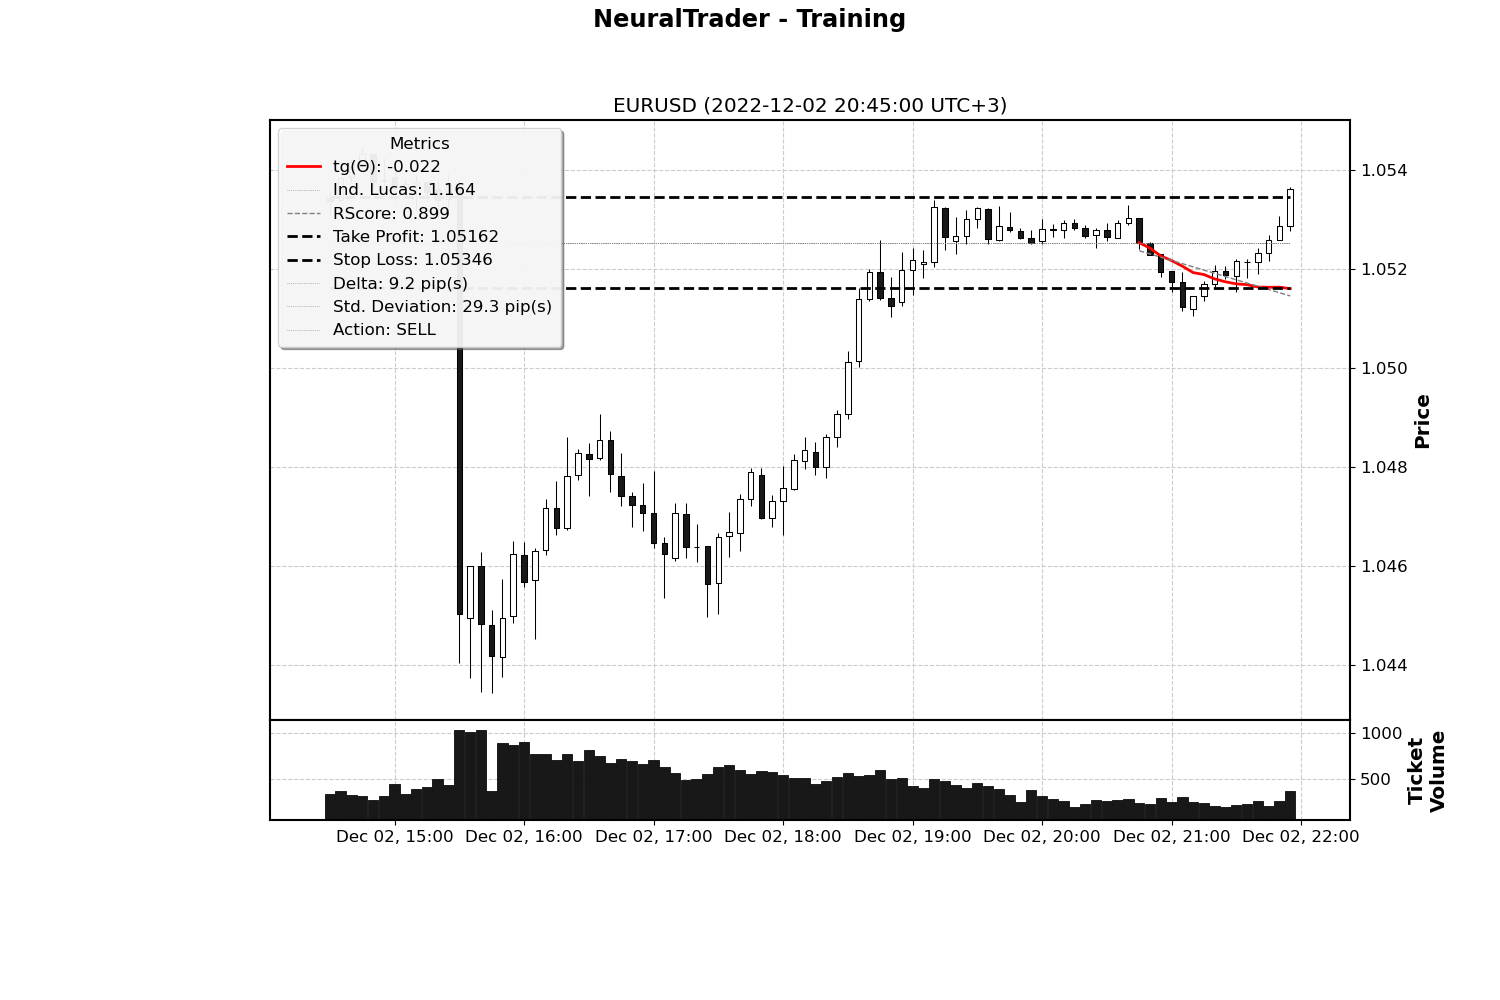 NeuralTrader - Training
EURUSD (2022-12-02 20:45:00 UTC+3)
Metrics
tg(Θ): -0.022
Ind. Lucas: 1.164
RScore: 0.899
Take Profit: 1.05162
Stop Loss: 1.05346
Delta: 9.2 pip(s)
Std. Deviation: 29.3 pip(s)
Action: SELL
1.054
1.052
1.050
1.048
1.046
1.044
Price
1000
500
Ticket
Volume
Dec 02, 15:00 Dec 02, 16:00 Dec 02, 17:00 Dec 02, 18:00 Dec 02, 19:00 Dec 02, 20:00 Dec 02, 21:00 Dec 02, 22:00